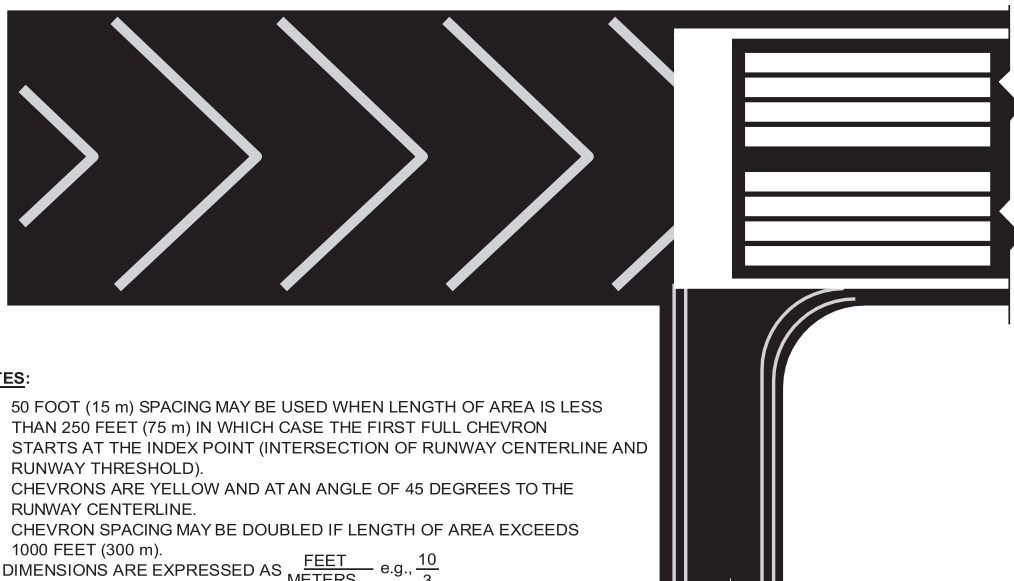 TES:
50 FOOT (15 m) SPACING MAY BE USED WHEN LENGTH OF AREA IS LESS
THAN 250 FEET (75 m) IN WHICH CASE THE FIRST FULL CHEVRON
STARTS AT THE INDEX POINT (INTERSECTION OF RUNWAY CENTERLINE AND
RUNWAY THRESHOLD).
CHEVRONS ARE YELLOW AND AT AN ANGLE OF 45 DEGREES TO THE
RUNWAY CENTERLINE.
CHEVRON SPACING MAY BE DOUBLED IF LENGTH OF AREA EXCEEDS
1000 FEET (300 m).
DIMENSIONS ARE EXPRESSED AS FEET e.g., 10
METERS 3